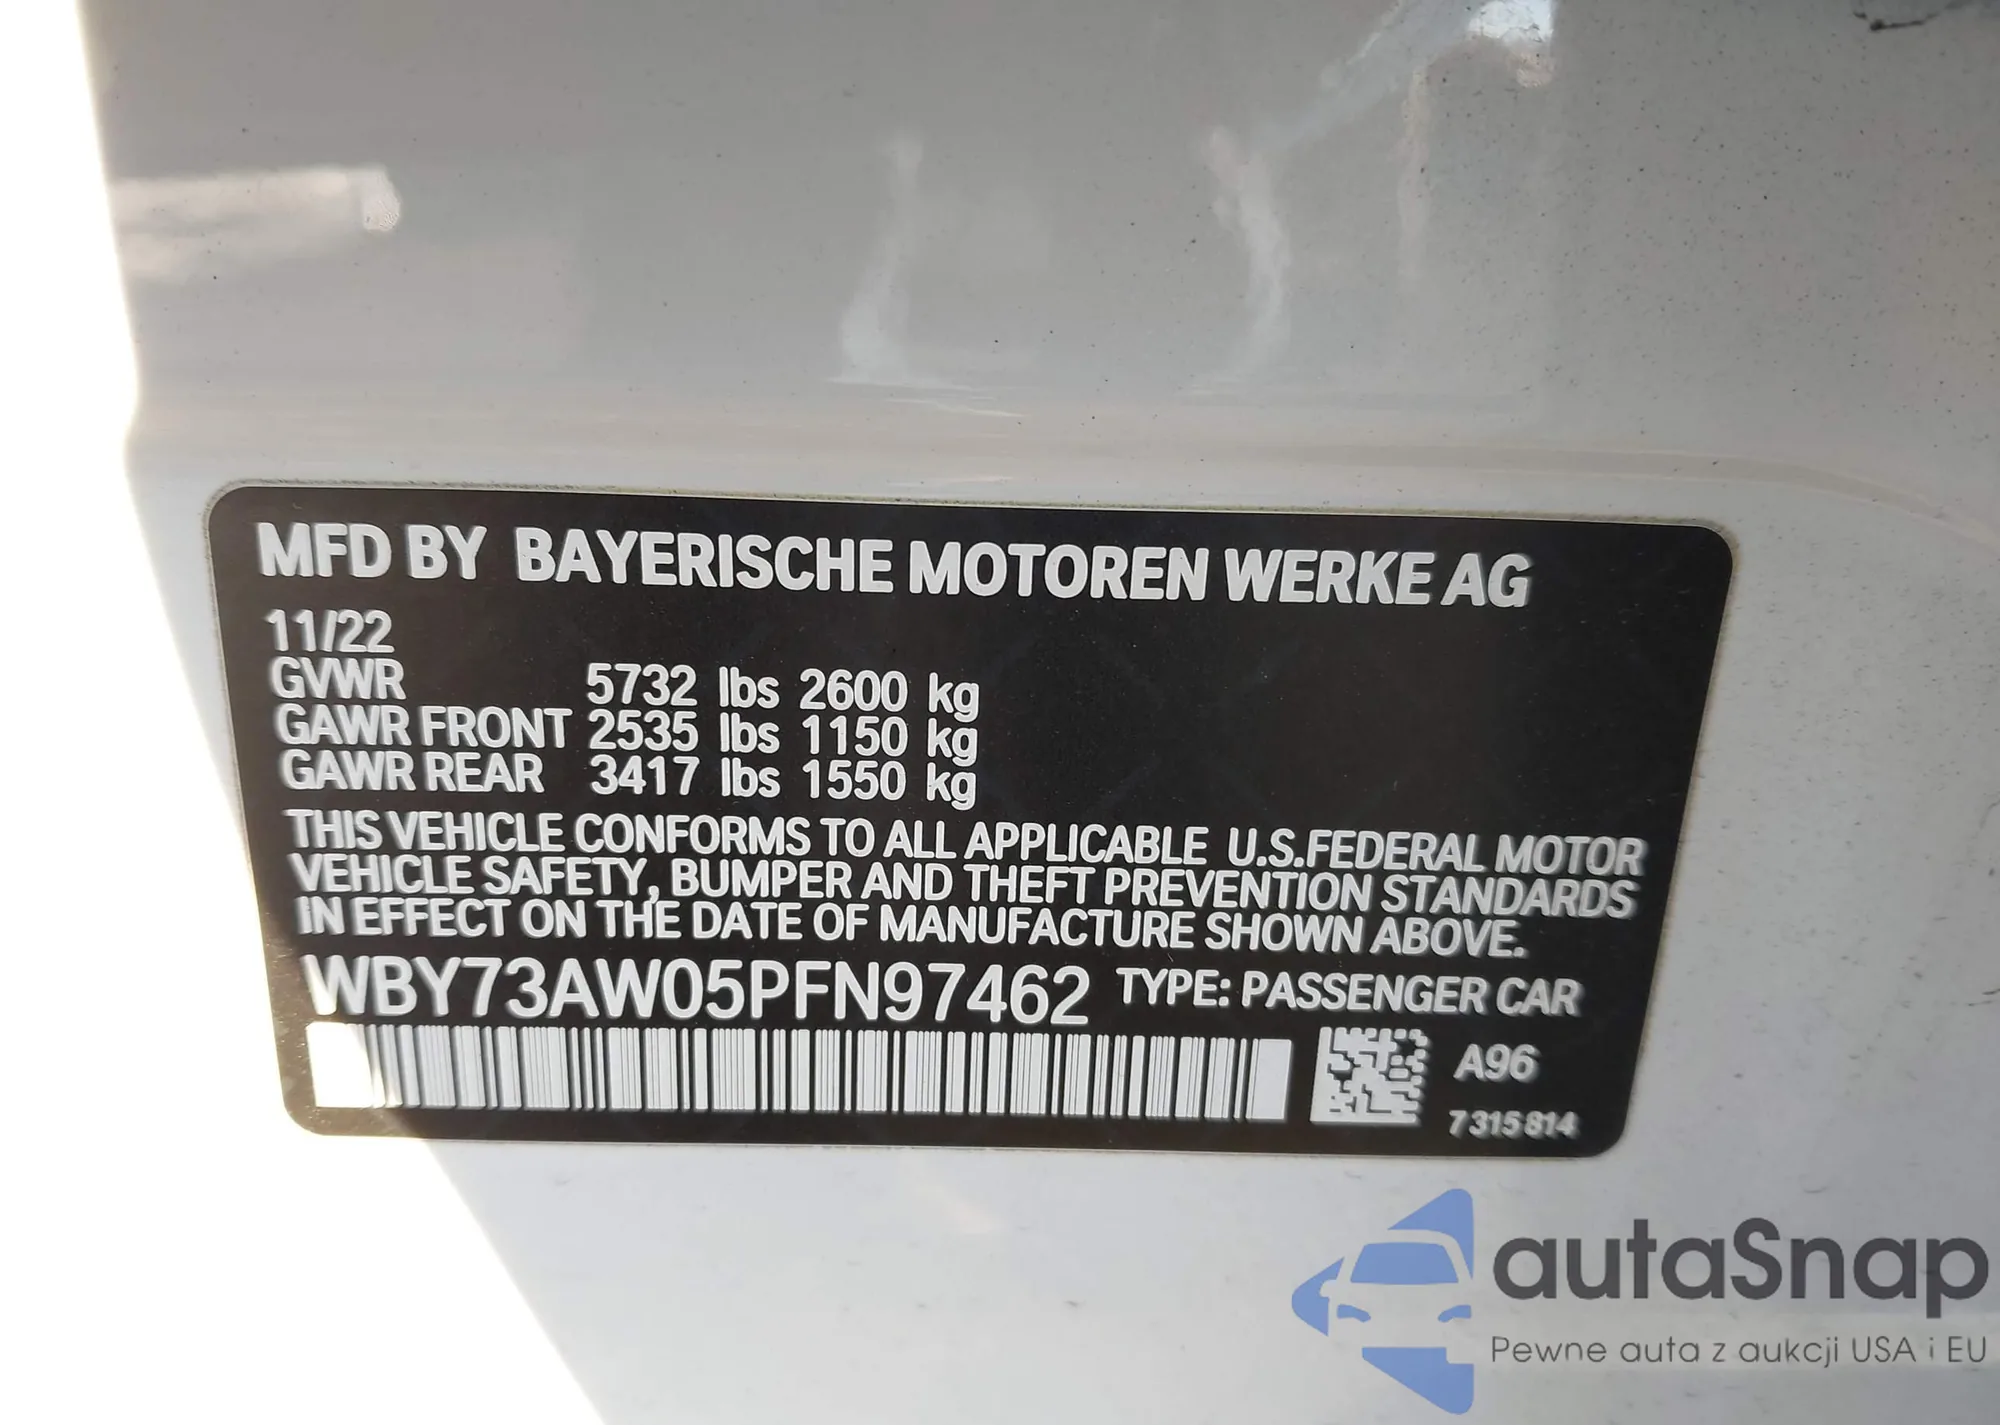 MFD BY BAYERISCHE MOTOREN WERKE AG
11/22
GVWR 5732 lbs 2600 kg
GAWR FRONT 2535 lbs 1150 kg
GAWR REAR 3417 lbs 1550 kg
THIS VEHICLE CONFORMS TO ALL APPLICABLE U.S.FEDERAL MOTOR
VEHICLE SAFETY, BUMPER AND THEFT PREVENTION STANDARDS
IN EFFECT ON THE DATE OF MANUFACTURE SHOWN ABOVE.
WBY73AW05PFN97462 TYPE: PASSENGER CAR
A96
7315814
autaSnap
Pewne auta z aukcji USA i EU